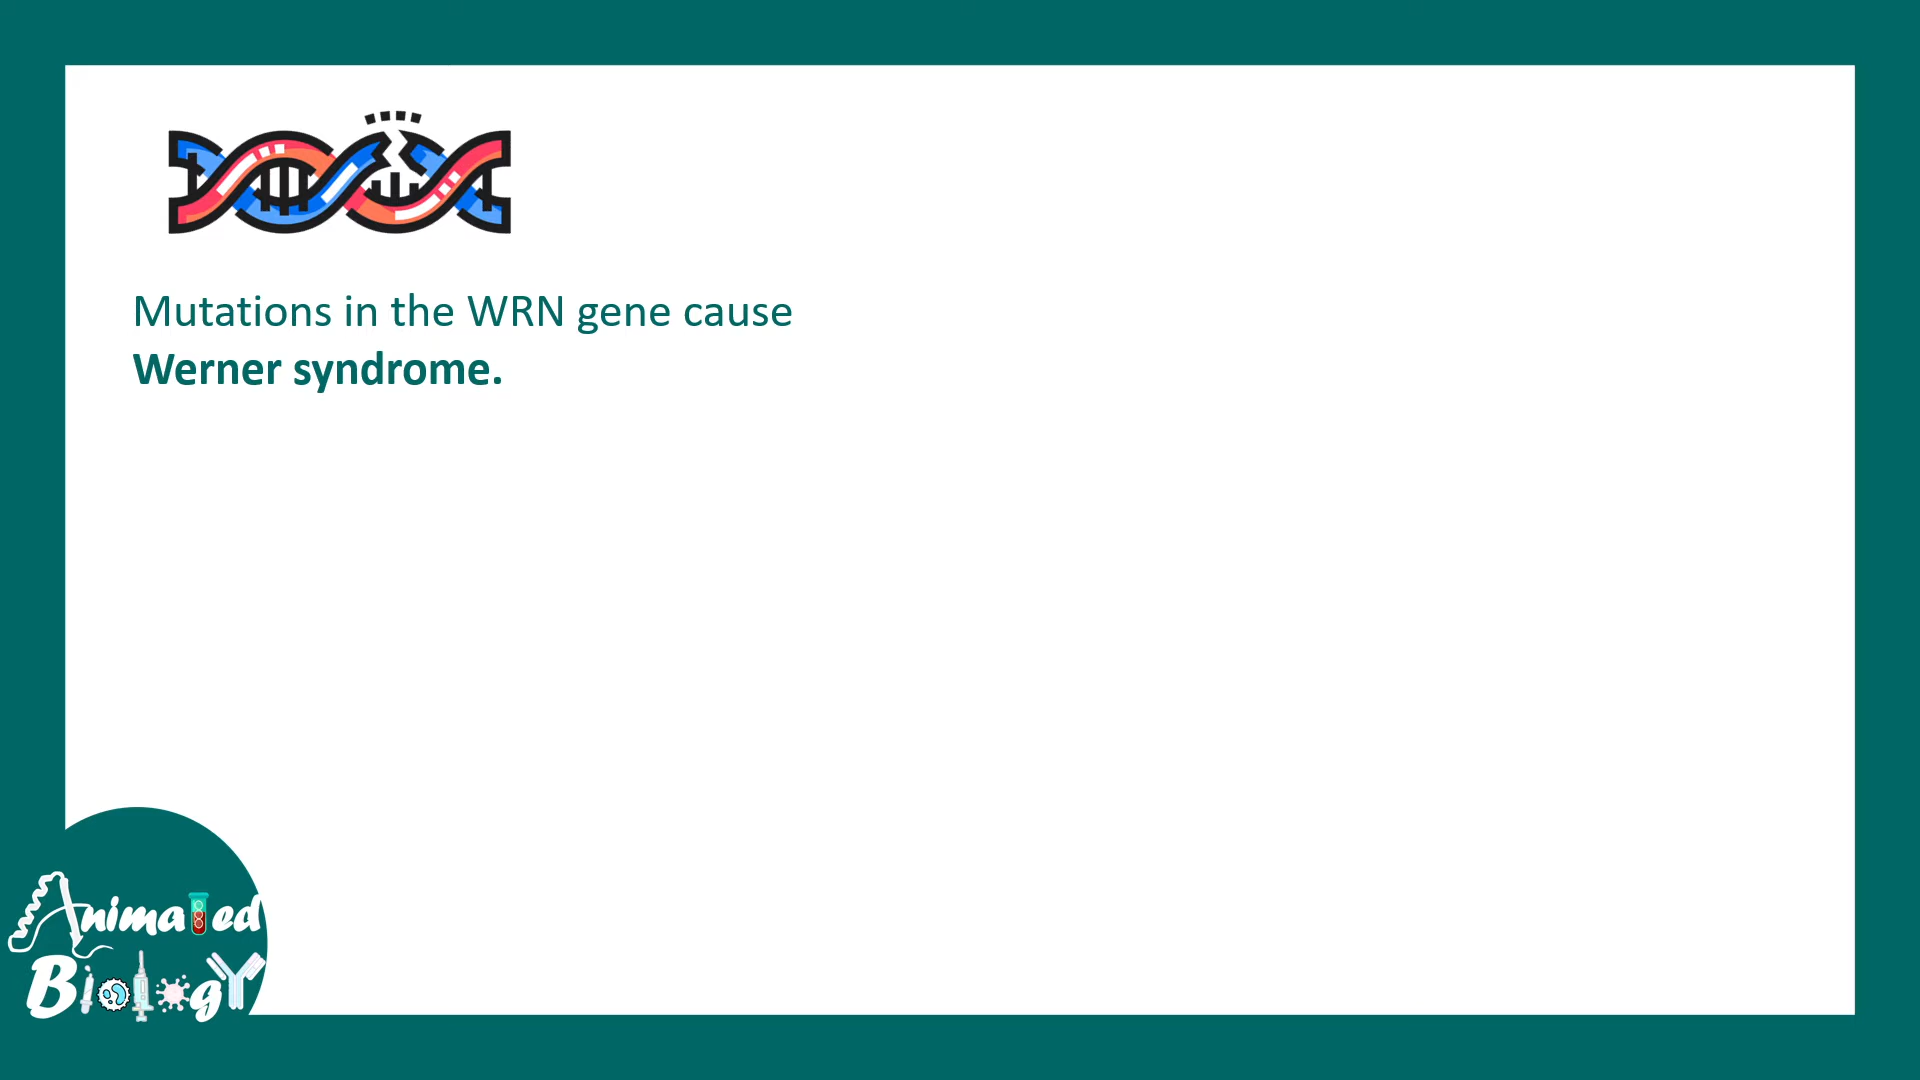 Mutations in the WRN gene cause
Werner syndrome.
Animated
Biology